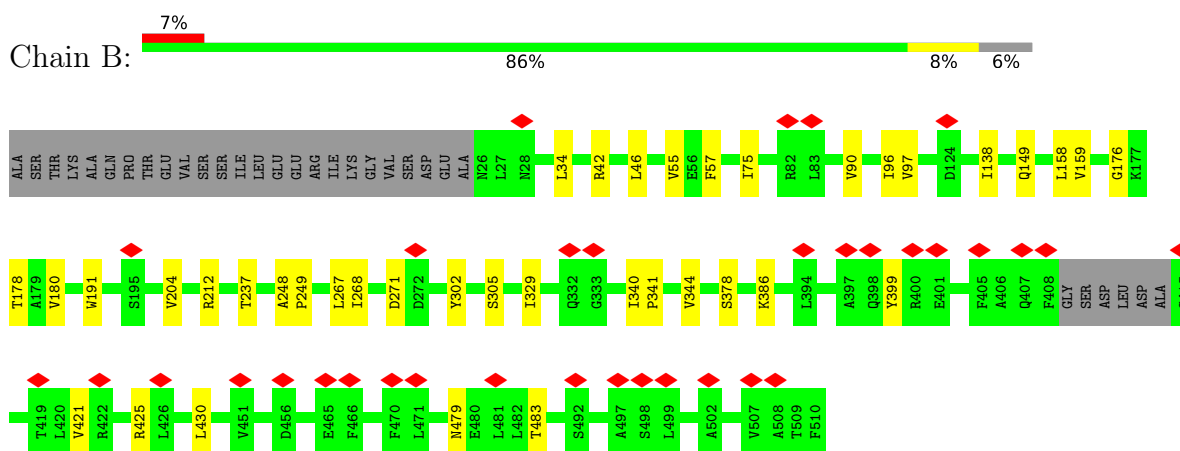 7%
Chain B:
86% 8% 6%
ALA SER THR LYS ALA GLN PRO THR GLU VAL SER SER ILE LEU GLU GLU ARG ILE LYS GLY VAL SER ASP GLU ALA N26 L27 N28 L34 R42 L46 V55 E56 F57 I75 R82 L83 V90 I96 V97 D124 I138 Q149 L158 V159 G176 K177
T178 A179 V180 W191 S195 V204 R212 T237 A248 P249 L267 I268 D271 D272 Y302 S305 I329 Q332 G333 I340 P341 V344 S378 K386 L394 A397 Q398 Y399 R400 E401 F405 A406 Q407 F408 GLY SER ASP LEU ASP ALA
T419 L420 V421 R422 R425 L426 L430 V451 D456 E465 F466 F470 L471 N479 E480 L481 L482 T483 S492 A497 S498 L499 A502 V507 A508 T509 F510